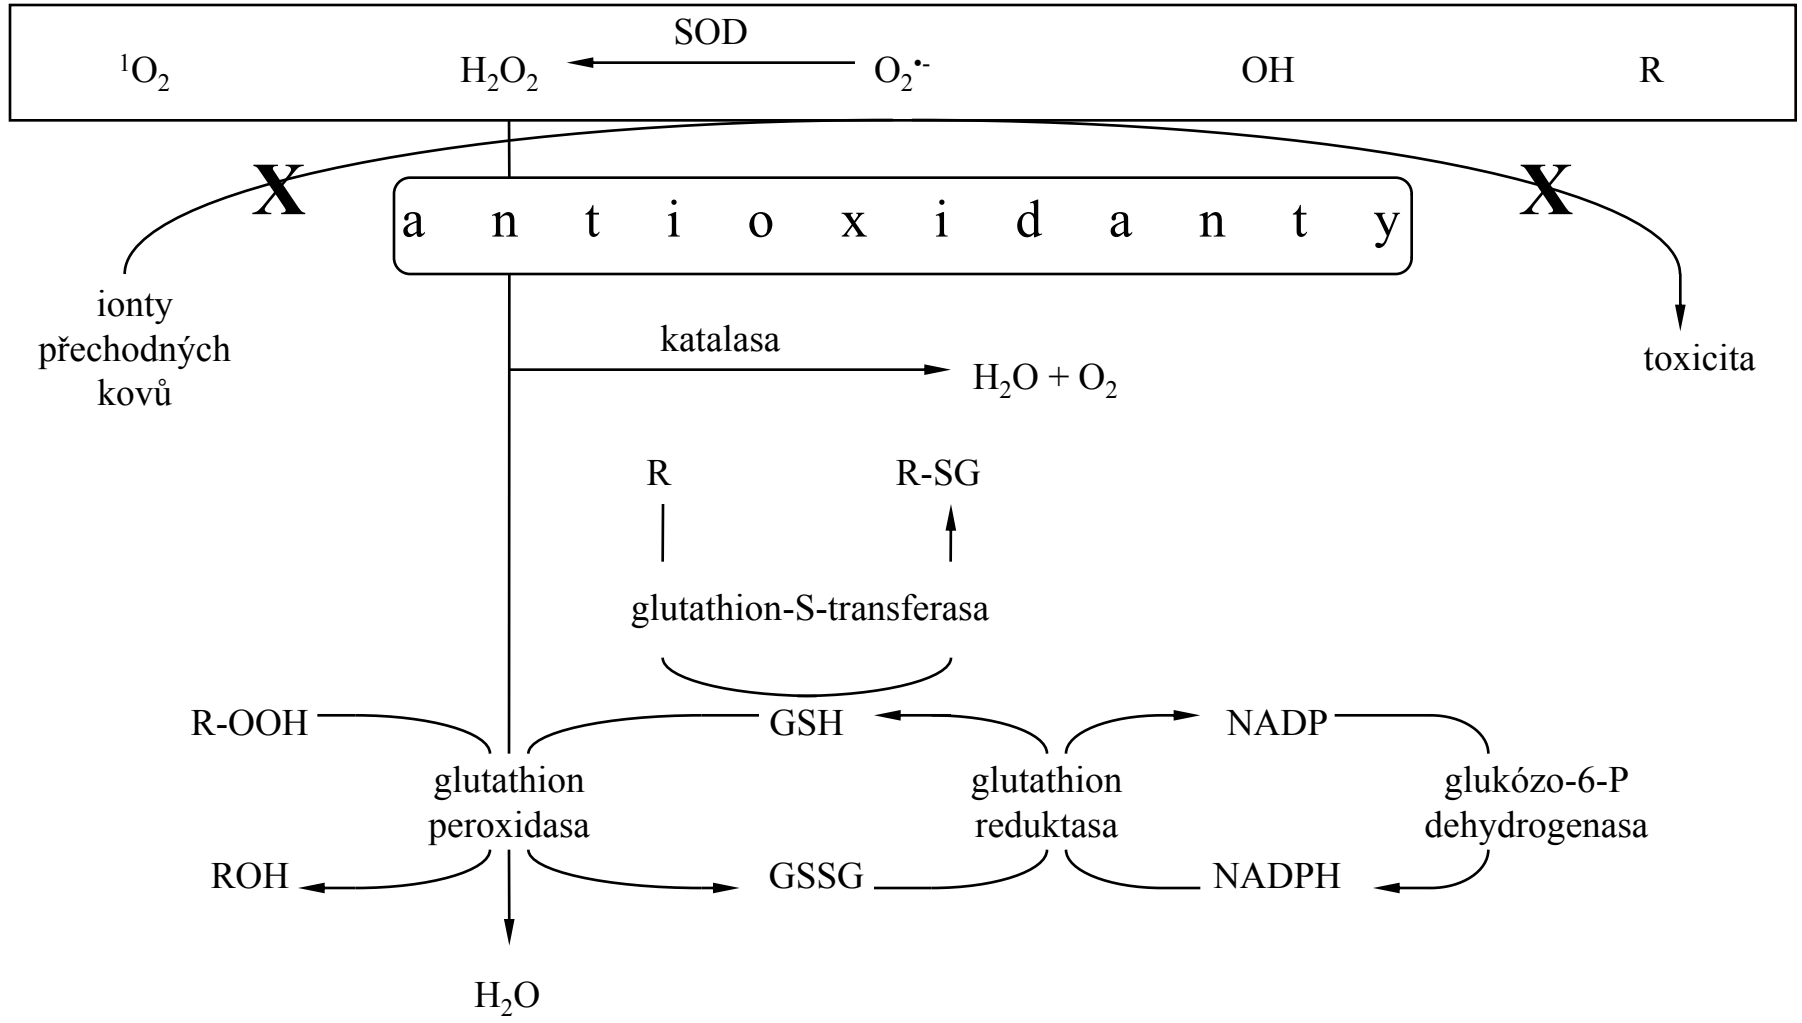 SOD
¹O₂ H₂O₂ O₂•- OH R
X X
a n t i o x i d a n t y
ionty
přechodných
kovů
katalasa
H₂O + O₂
toxicita
R R-SG
glutathion-S-transferasa
R-OOH GSH NADP
glutathion
peroxidasa
glutathion
reduktasa
glukózo-6-P
dehydrogenasa
ROH GSSG NADPH
H₂O